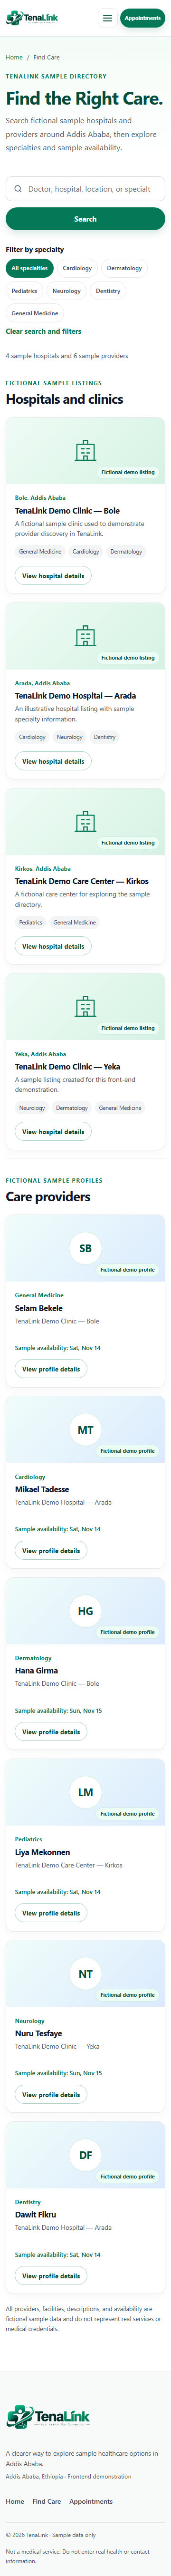 TenaLink
Appointments
Home / Find Care
TENALINK SAMPLE DIRECTORY
Find the Right Care.
Search fictional sample hospitals and
providers around Addis Ababa, then explore
specialties and sample availability.
Doctor, hospital, location, or specialt
Search
Filter by specialty
All specialties
Cardiology
Dermatology
Pediatrics
Neurology
Dentistry
General Medicine
Clear search and filters
4 sample hospitals and 6 sample providers
FICTIONAL SAMPLE LISTINGS
Hospitals and clinics
Fictional demo listing
Bole, Addis Ababa
TenaLink Demo Clinic — Bole
A fictional sample clinic used to demonstrate
provider discovery in TenaLink.
General Medicine
Cardiology
Dermatology
View hospital details
Fictional demo listing
Arada, Addis Ababa
TenaLink Demo Hospital — Arada
An illustrative hospital listing with sample
specialty information.
Cardiology
Neurology
Dentistry
View hospital details
Fictional demo listing
Kirkos, Addis Ababa
TenaLink Demo Care Center — Kirkos
A fictional care center for exploring the sample
directory.
Pediatrics
General Medicine
View hospital details
Fictional demo listing
Yeka, Addis Ababa
TenaLink Demo Clinic — Yeka
A sample listing created for this front-end
demonstration.
Neurology
Dermatology
General Medicine
View hospital details
FICTIONAL SAMPLE PROFILES
Care providers
SB
Fictional demo profile
General Medicine
Selam Bekele
TenaLink Demo Clinic — Bole
Sample availability: Sat, Nov 14
View profile details
MT
Fictional demo profile
Cardiology
Mikael Tadesse
TenaLink Demo Hospital — Arada
Sample availability: Sat, Nov 14
View profile details
HG
Fictional demo profile
Dermatology
Hana Girma
TenaLink Demo Clinic — Bole
Sample availability: Sun, Nov 15
View profile details
LM
Fictional demo profile
Pediatrics
Liya Mekonnen
TenaLink Demo Care Center — Kirkos
Sample availability: Sat, Nov 14
View profile details
NT
Fictional demo profile
Neurology
Nuru Tesfaye
TenaLink Demo Clinic — Yeka
Sample availability: Sun, Nov 15
View profile details
DF
Fictional demo profile
Dentistry
Dawit Fikru
TenaLink Demo Hospital — Arada
Sample availability: Sat, Nov 14
View profile details
All providers, facilities, descriptions, and availability are
fictional sample data and do not represent real services or
medical credentials.
TenaLink
A clearer way to explore sample healthcare options in
Addis Ababa.
Addis Ababa, Ethiopia · Frontend demonstration
Home
Find Care
Appointments
© 2026 TenaLink · Sample data only
Not a medical service. Do not enter real health or contact
information.